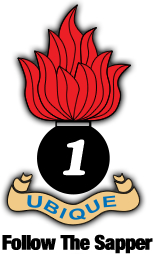 1
UBIQUE
Follow The Sapper